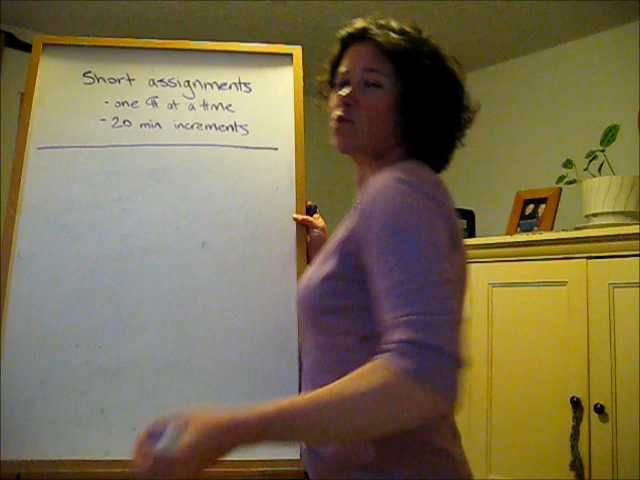 Short assignments
- one ¶ at a time
- 20 min increments